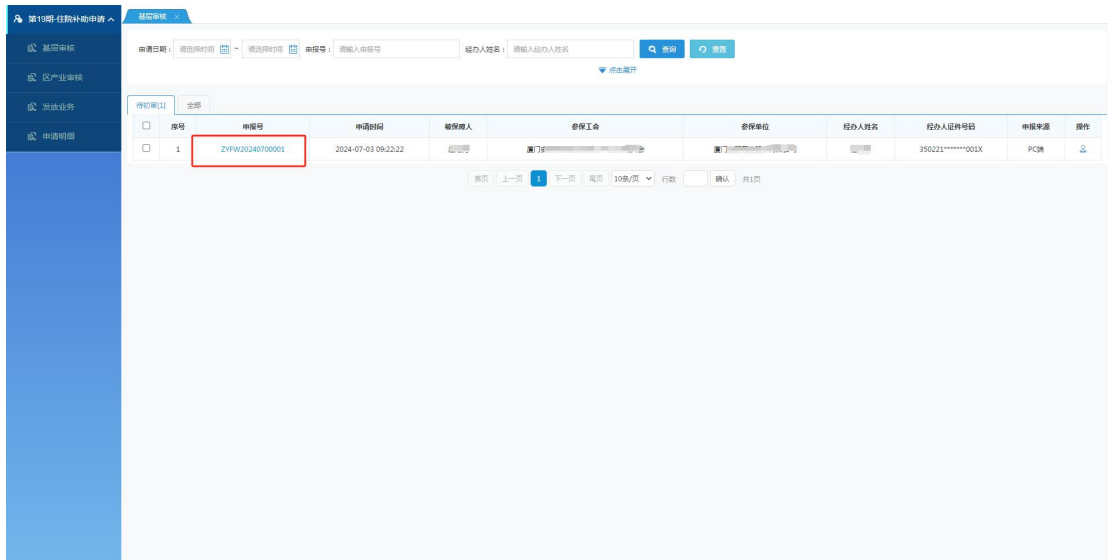 第19期-住院补助申请
基层审核
区产业审核
发放业务
申请明细
基层审核 ×
申请日期： 请选择时间 ~ 请选择时间 申报号： 请输入申报号 经办人姓名： 请输入经办人姓名 查询 重置
点击展开
待初审[1] 全部
序号 申报号 申请时间 被保障人 参保工会 参保单位 经办人姓名 经办人证件号码 申报来源 操作
1 ZYFW20240700001 2024-07-03 09:22:22 厦门 厦门 350221*******001X PC端
首页 上一页 1 下一页 尾页 10条/页 行数 确认 共1页